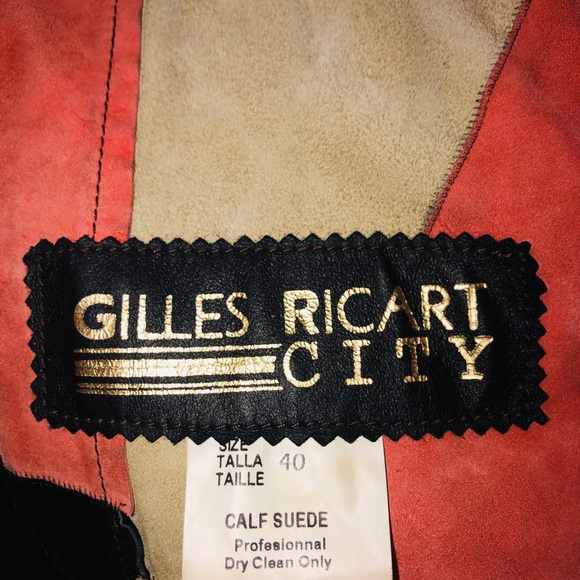 GILLES RICART
CITY
SIZE
TALLA 40
TAILLE
CALF SUEDE
Profesionnal
Dry Clean Only